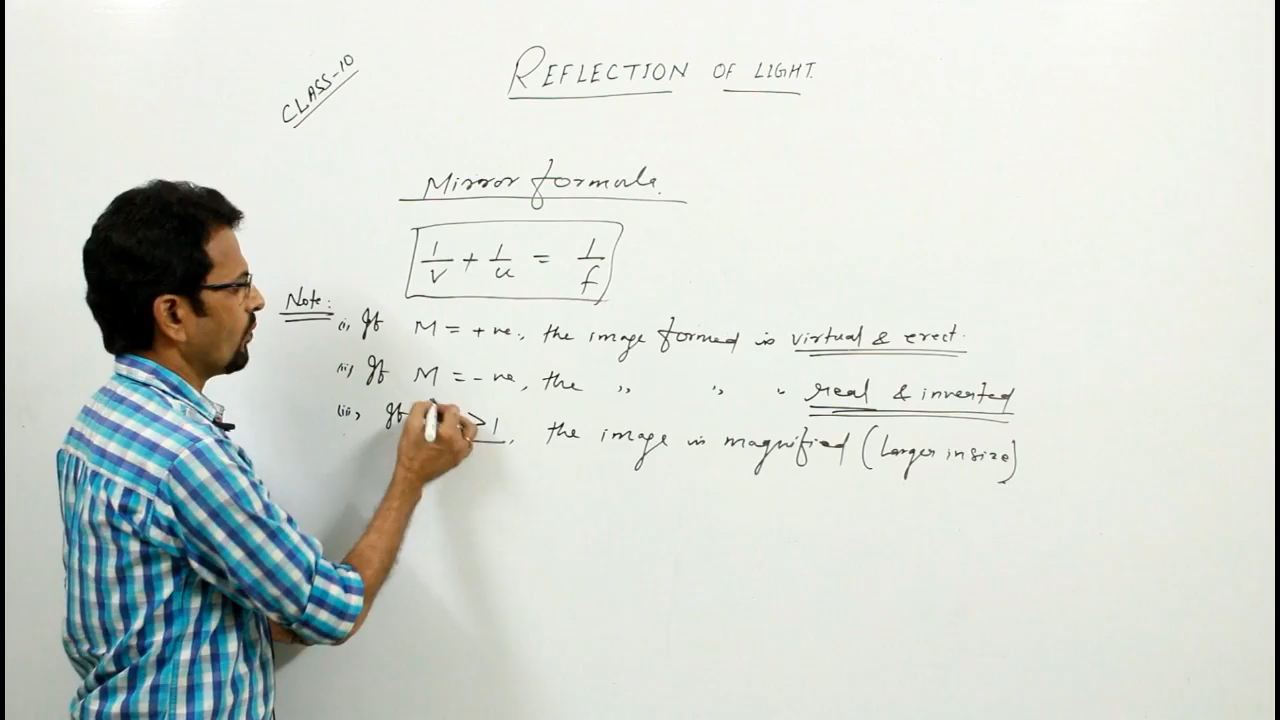 CLASS-10
REFLECTION OF LIGHT.
Mirror formula.
1/v + 1/u = 1/f
Note:
(i) If M = +ve, the image formed is virtual & erect.
(ii) If M = -ve, the ,, ,, ,, real & inverted
(iii) If > 1, the image is magnified (Larger in size)